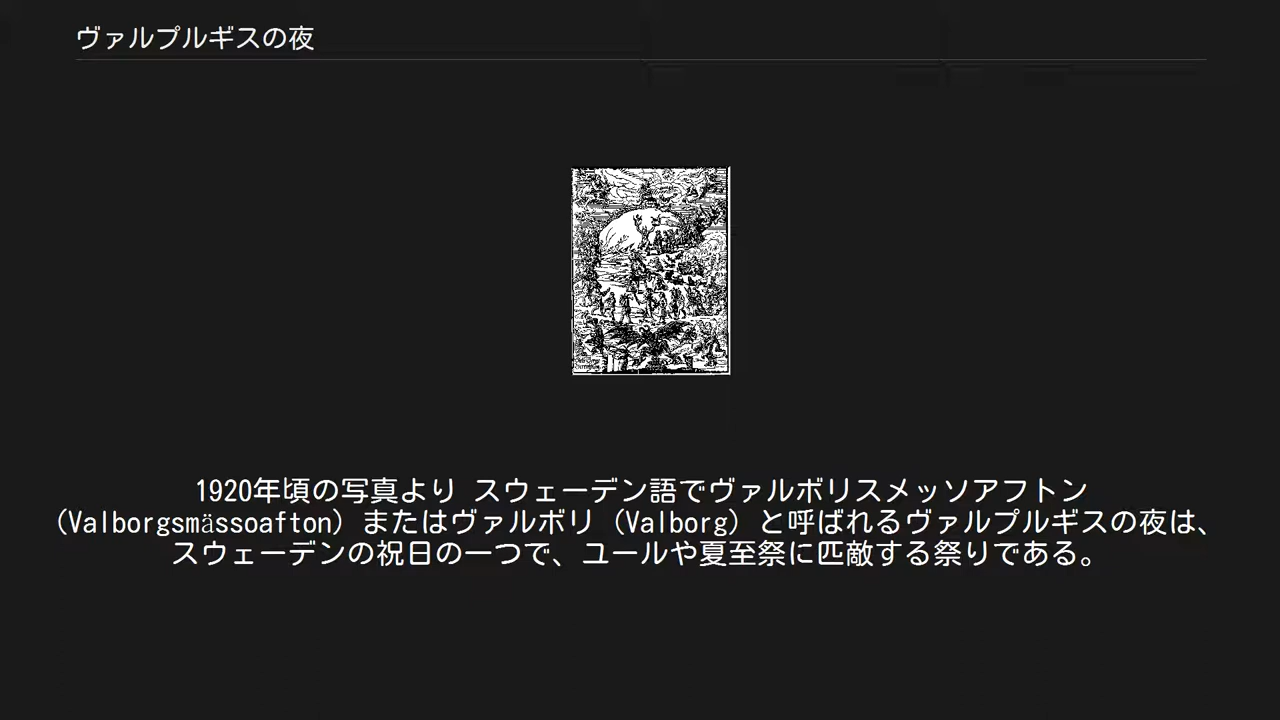 ヴァルプルギスの夜
1920年頃の写真より スウェーデン語でヴァルボリスメッソアフトン
（Valborgsmässoafton）またはヴァルボリ（Valborg）と呼ばれるヴァルプルギスの夜は、
スウェーデンの祝日の一つで、ユールや夏至祭に匹敵する祭りである。